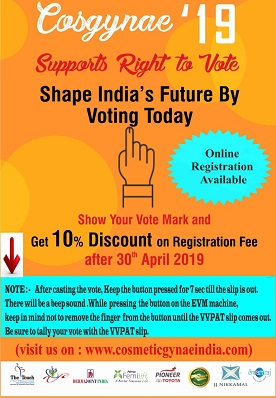 Cosgynae '19
Supports Right to Vote
Shape India's Future By
Voting Today
Online
Registration
Available
Show Your Vote Mark and
Get 10% Discount on Registration Fee
after 30th April 2019
NOTE :- After casting the vote, Keep the button pressed for 7 sec till the slip is out.
There will be a beep sound .While pressing the button on the EVM machine,
keep in mind not to remove the finger from the button until the VVPAT slip comes out.
Be sure to tally your vote with the VVPAT slip.
(visit us on : www.cosmeticgynaeindia.com)
The Touch
FemiLift
PIONEER
TOYOTA
JJ NIKKAMAL